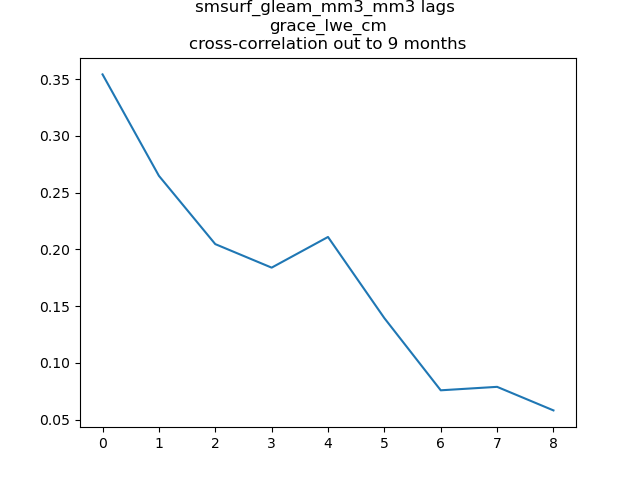 smsurf_gleam_mm3_mm3 lags
grace_lwe_cm
cross-correlation out to 9 months
0.35
0.30
0.25
0.20
0.15
0.10
0.05
0 1 2 3 4 5 6 7 8